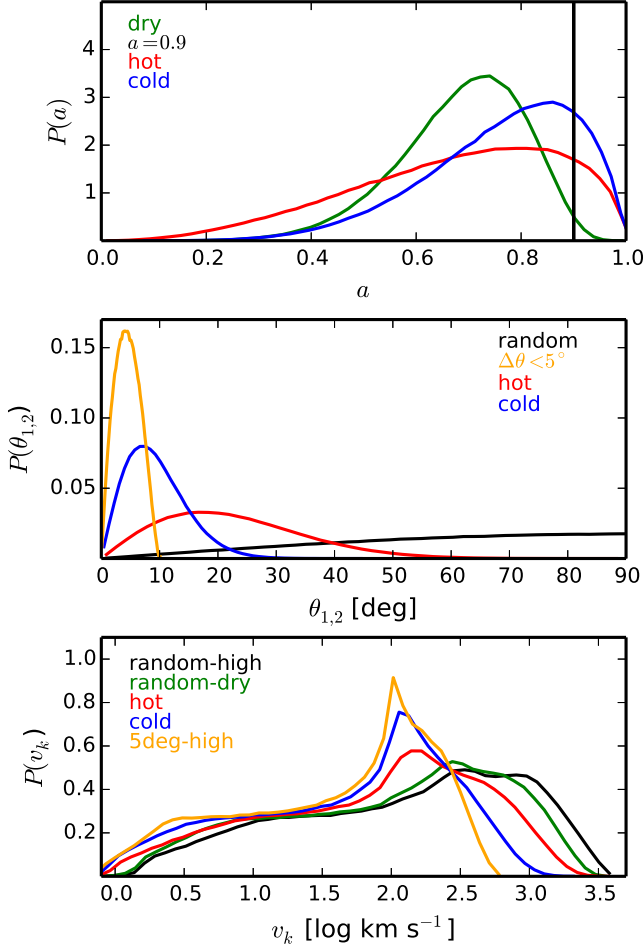 5
4
3
2
1
P(a)
dry
a=0.9
hot
cold
0.0 0.2 0.4 0.6 0.8 1.0
a
0.15
0.10
0.05
P(θ1,2)
random
Δθ<5°
hot
cold
0 10 20 30 40 50 60 70 80 90
θ1,2 [deg]
1.0
0.8
0.6
0.4
0.2
P(vk)
random-high
random-dry
hot
cold
5deg-high
0.0 0.5 1.0 1.5 2.0 2.5 3.0 3.5
vk [log km s−1]